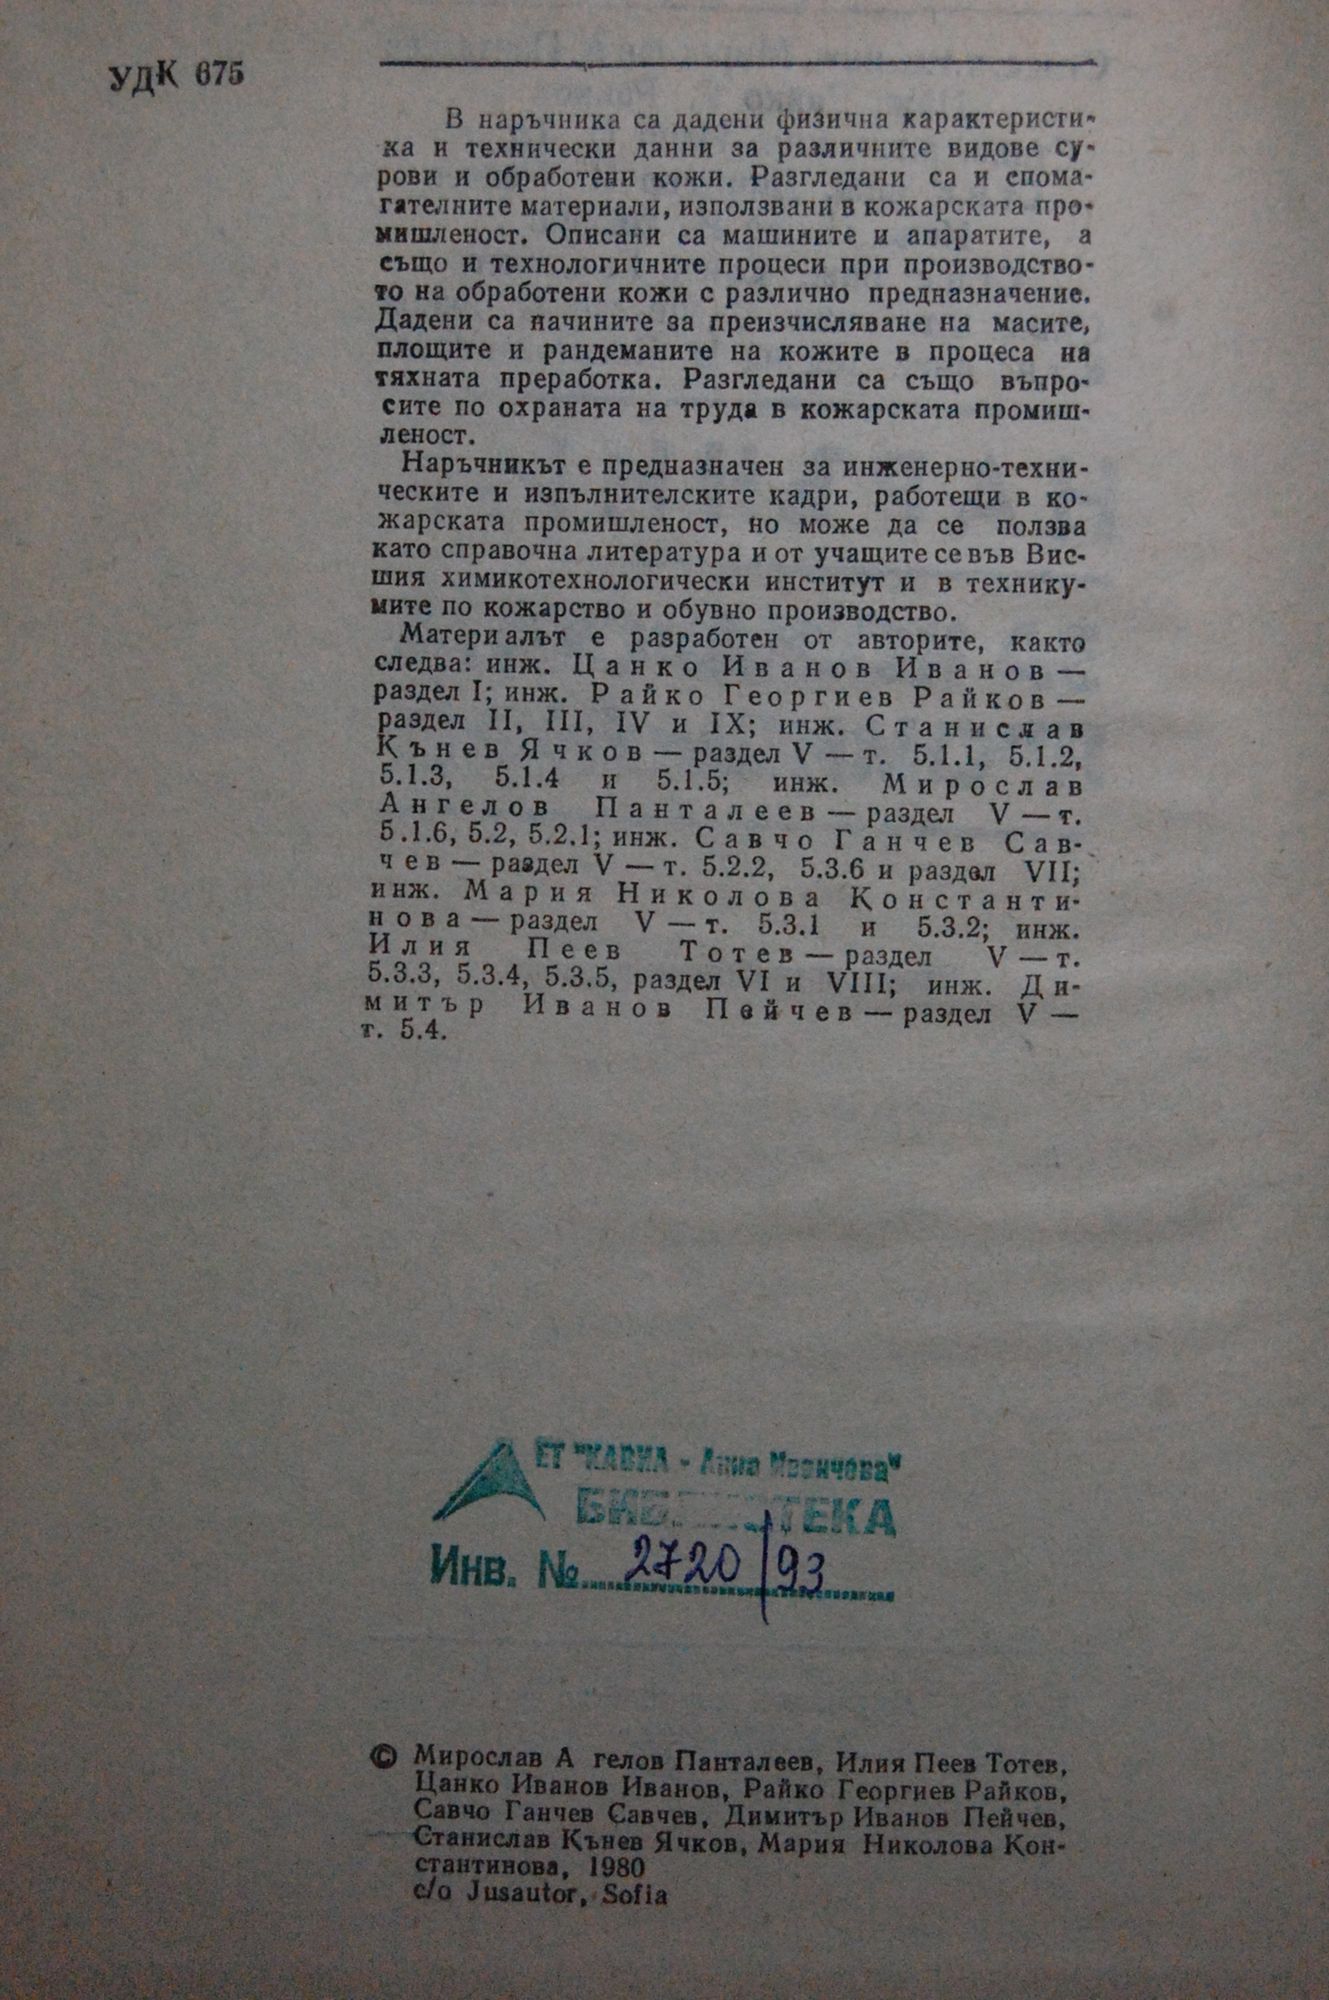 УДК 675
В наръчника са дадени физична характеристи-
ка и технически данни за различните видове су-
рови и обработени кожи. Разгледани са и спома-
гателните материали, използвани в кожарската про-
мишленост. Описани са машините и апаратите, а
също и технологичните процеси при производство-
то на обработени кожи с различно предназначение.
Дадени са начините за преизчисляване на масите,
площите и рандеманите на кожите в процеса на
тяхната преработка. Разгледани са също въпро-
сите по охраната на труда в кожарската промиш-
леност.
Наръчникът е предназначен за инженерно-техни-
ческите и изпълнителските кадри, работещи в ко-
жарската промишленост, но може да се ползва
като справочна литература и от учащите се във Вис-
шия химикотехнологически институт и в технику-
мите по кожарство и обувно производство.
Материалът е разработен от авторите, както
следва: инж. Цанко Иванов Иванов —
раздел I; инж. Райко Георгиев Райков —
раздел II, III, IV и IX; инж. Станислав
Кънев Ячков — раздел V — т. 5.1.1, 5.1.2,
5.1.3, 5.1.4 и 5.1.5; инж. Мирослав
Ангелов Панталеев — раздел V — т.
5.1.6, 5.2, 5.2.1; инж. Савчо Ганчев Сав-
чев — раздел V — т. 5.2.2, 5.3.6 и раздел VII;
инж. Мария Николова Константи-
нова — раздел V — т. 5.3.1 и 5.3.2; инж.
Илия Пеев Тотев — раздел V — т.
5.3.3, 5.3.4, 5.3.5, раздел VI и VIII; инж. Ди-
митър Иванов Пейчев — раздел V —
т. 5.4.
ЕТ "КАВКА - Анна
БИБЛИОТЕКА
Инв. № 2720/93
© Мирослав А гелов Панталеев, Илия Пеев Тотев,
Цанко Иванов Иванов, Райко Георгиев Райков,
Савчо Ганчев Савчев, Димитър Иванов Пейчев,
Станислав Кънев Ячков, Мария Николова Кон-
стантинова, 1980
c/o Jusautor, Sofia